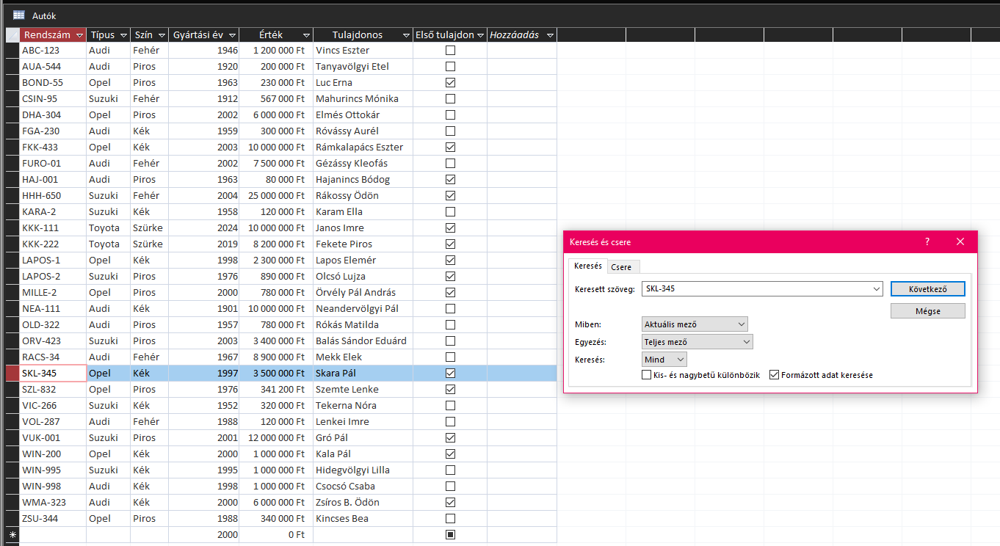 Autók
Rendszám Típus Szín Gyártási év Érték Tulajdonos Első tulajdon Hozzáadás
ABC-123 Audi Fehér 1946 1 200 000 Ft Vincs Eszter
AUA-544 Audi Piros 1920 200 000 Ft Tanyavölgyi Etel
BOND-55 Opel Piros 1963 230 000 Ft Luc Erna
CSIN-95 Suzuki Fehér 1912 567 000 Ft Mahurincs Mónika
DHA-304 Opel Piros 2002 6 000 000 Ft Elmés Ottokár
FGA-230 Audi Kék 1959 300 000 Ft Róvássy Aurél
FKK-433 Opel Kék 2003 10 000 000 Ft Rámkalapács Eszter
FURO-01 Audi Fehér 2002 7 500 000 Ft Gézássy Kleofás
HAJ-001 Audi Piros 1963 80 000 Ft Hajanincs Bódog
HHH-650 Suzuki Fehér 2004 25 000 000 Ft Rákossy Ödön
KARA-2 Suzuki Kék 1958 120 000 Ft Karam Ella
KKK-111 Toyota Szürke 2024 10 000 000 Ft Janos Imre
KKK-222 Toyota Szürke 2019 8 200 000 Ft Fekete Piros
LAPOS-1 Opel Kék 1998 2 300 000 Ft Lapos Elemér
LAPOS-2 Suzuki Piros 1976 890 000 Ft Olcsó Lujza
MILLE-2 Opel Piros 2000 780 000 Ft Örvély Pál András
NEA-111 Audi Kék 1901 10 000 000 Ft Neandervölgyi Pál
OLD-322 Audi Piros 1957 780 000 Ft Rókás Matilda
ORV-423 Suzuki Piros 2003 3 400 000 Ft Balás Sándor Eduárd
RACS-34 Audi Fehér 1967 8 900 000 Ft Mekk Elek
SKL-345 Opel Kék 1997 3 500 000 Ft Skara Pál
SZL-832 Opel Piros 1976 341 200 Ft Szemte Lenke
VIC-266 Suzuki Kék 1952 320 000 Ft Tekerna Nóra
VOL-287 Audi Fehér 1988 120 000 Ft Lenkei Imre
VUK-001 Suzuki Piros 2001 12 000 000 Ft Gró Pál
WIN-200 Opel Kék 2000 1 000 000 Ft Kala Pál
WIN-995 Suzuki Kék 1995 1 000 000 Ft Hidegvölgyi Lilla
WIN-998 Audi Kék 1998 1 000 000 Ft Csocsó Csaba
WMA-323 Audi Kék 2000 6 000 000 Ft Zsíros B. Ödön
ZSU-344 Opel Piros 1988 340 000 Ft Kincses Bea
2000 0 Ft
Keresés és csere
Keresés Csere
Keresett szöveg: SKL-345 Következő
Mégse
Miben: Aktuális mező
Egyezés: Teljes mező
Keresés: Mind
Kis- és nagybetű különbözik Formázott adat keresése